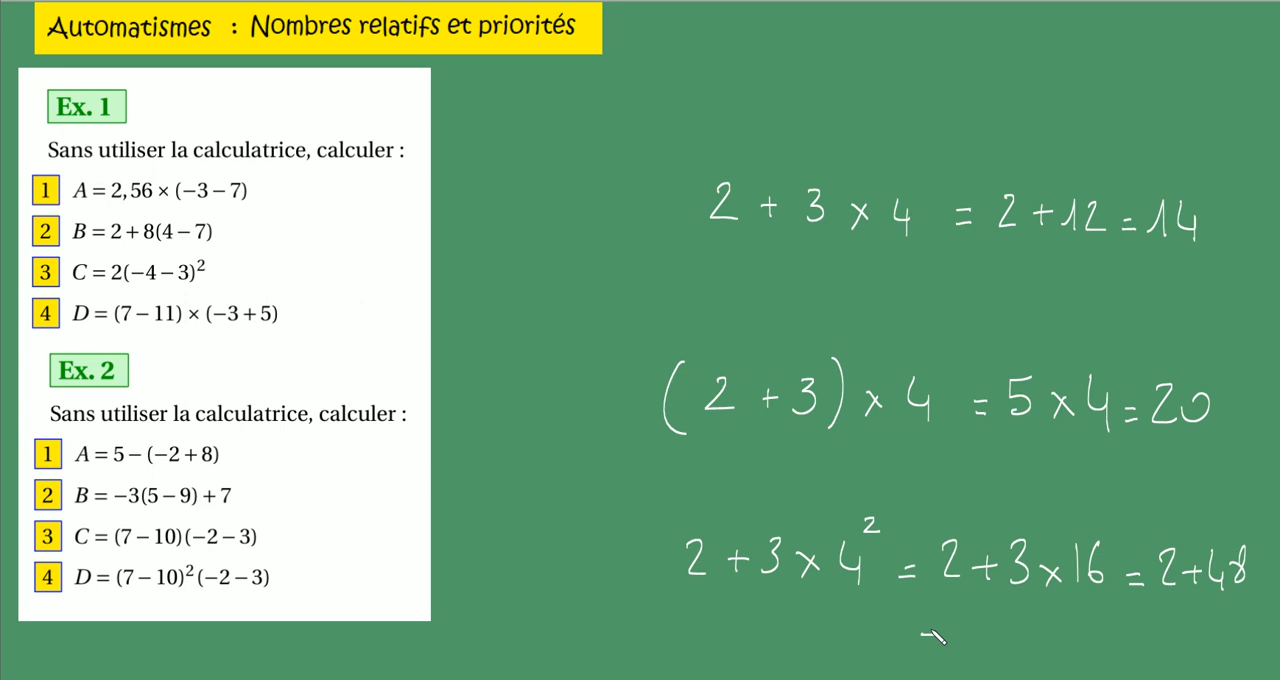 Automatismes : Nombres relatifs et priorités
Ex. 1
Sans utiliser la calculatrice, calculer :
1 A = 2,56 × (−3 − 7)
2 B = 2 + 8(4 − 7)
3 C = 2(−4 − 3)²
4 D = (7 − 11) × (−3 + 5)
Ex. 2
Sans utiliser la calculatrice, calculer :
1 A = 5 − (−2 + 8)
2 B = −3(5 − 9) + 7
3 C = (7 − 10)(−2 − 3)
4 D = (7 − 10)²(−2 − 3)
2 + 3 × 4 = 2 + 12 = 14
(2 + 3) × 4 = 5 × 4 = 20
2 + 3 × 4² = 2 + 3 × 16 = 2 + 48